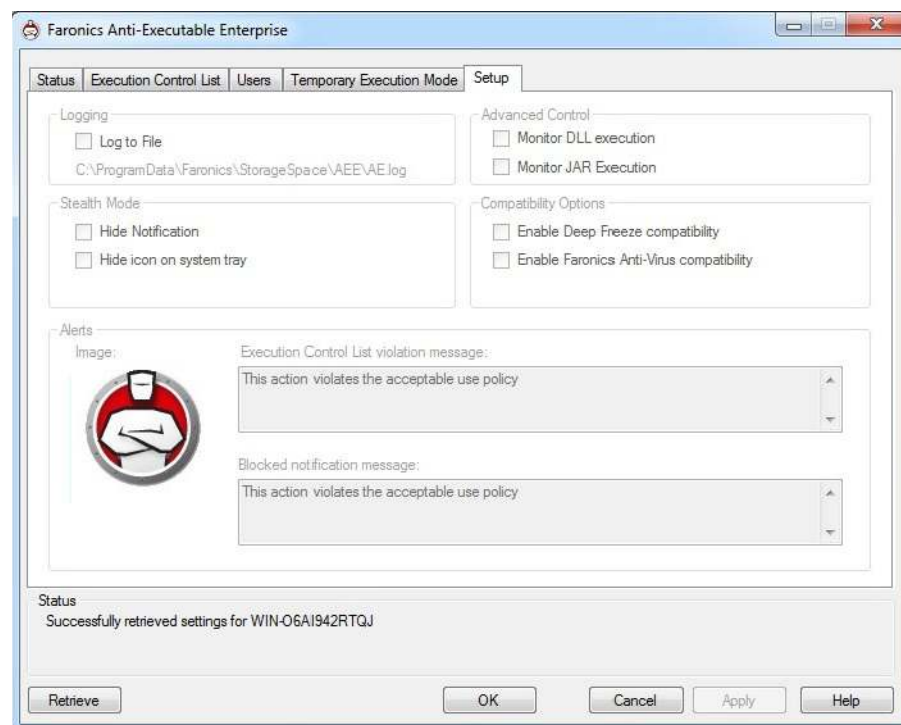 Faronics Anti-Executable Enterprise
Status
Execution Control List
Users
Temporary Execution Mode
Setup
Logging
Log to File
C:\ProgramData\Faronics\StorageSpace\AEE\AE.log
Advanced Control
Monitor DLL execution
Monitor JAR Execution
Stealth Mode
Hide Notification
Hide icon on system tray
Compatibility Options
Enable Deep Freeze compatibility
Enable Faronics Anti-Virus compatibility
Alerts
Image:
Execution Control List violation message:
This action violates the acceptable use policy
Blocked notification message:
This action violates the acceptable use policy
Status
Successfully retrieved settings for WIN-O6AI942RTQJ
Retrieve
OK
Cancel
Apply
Help